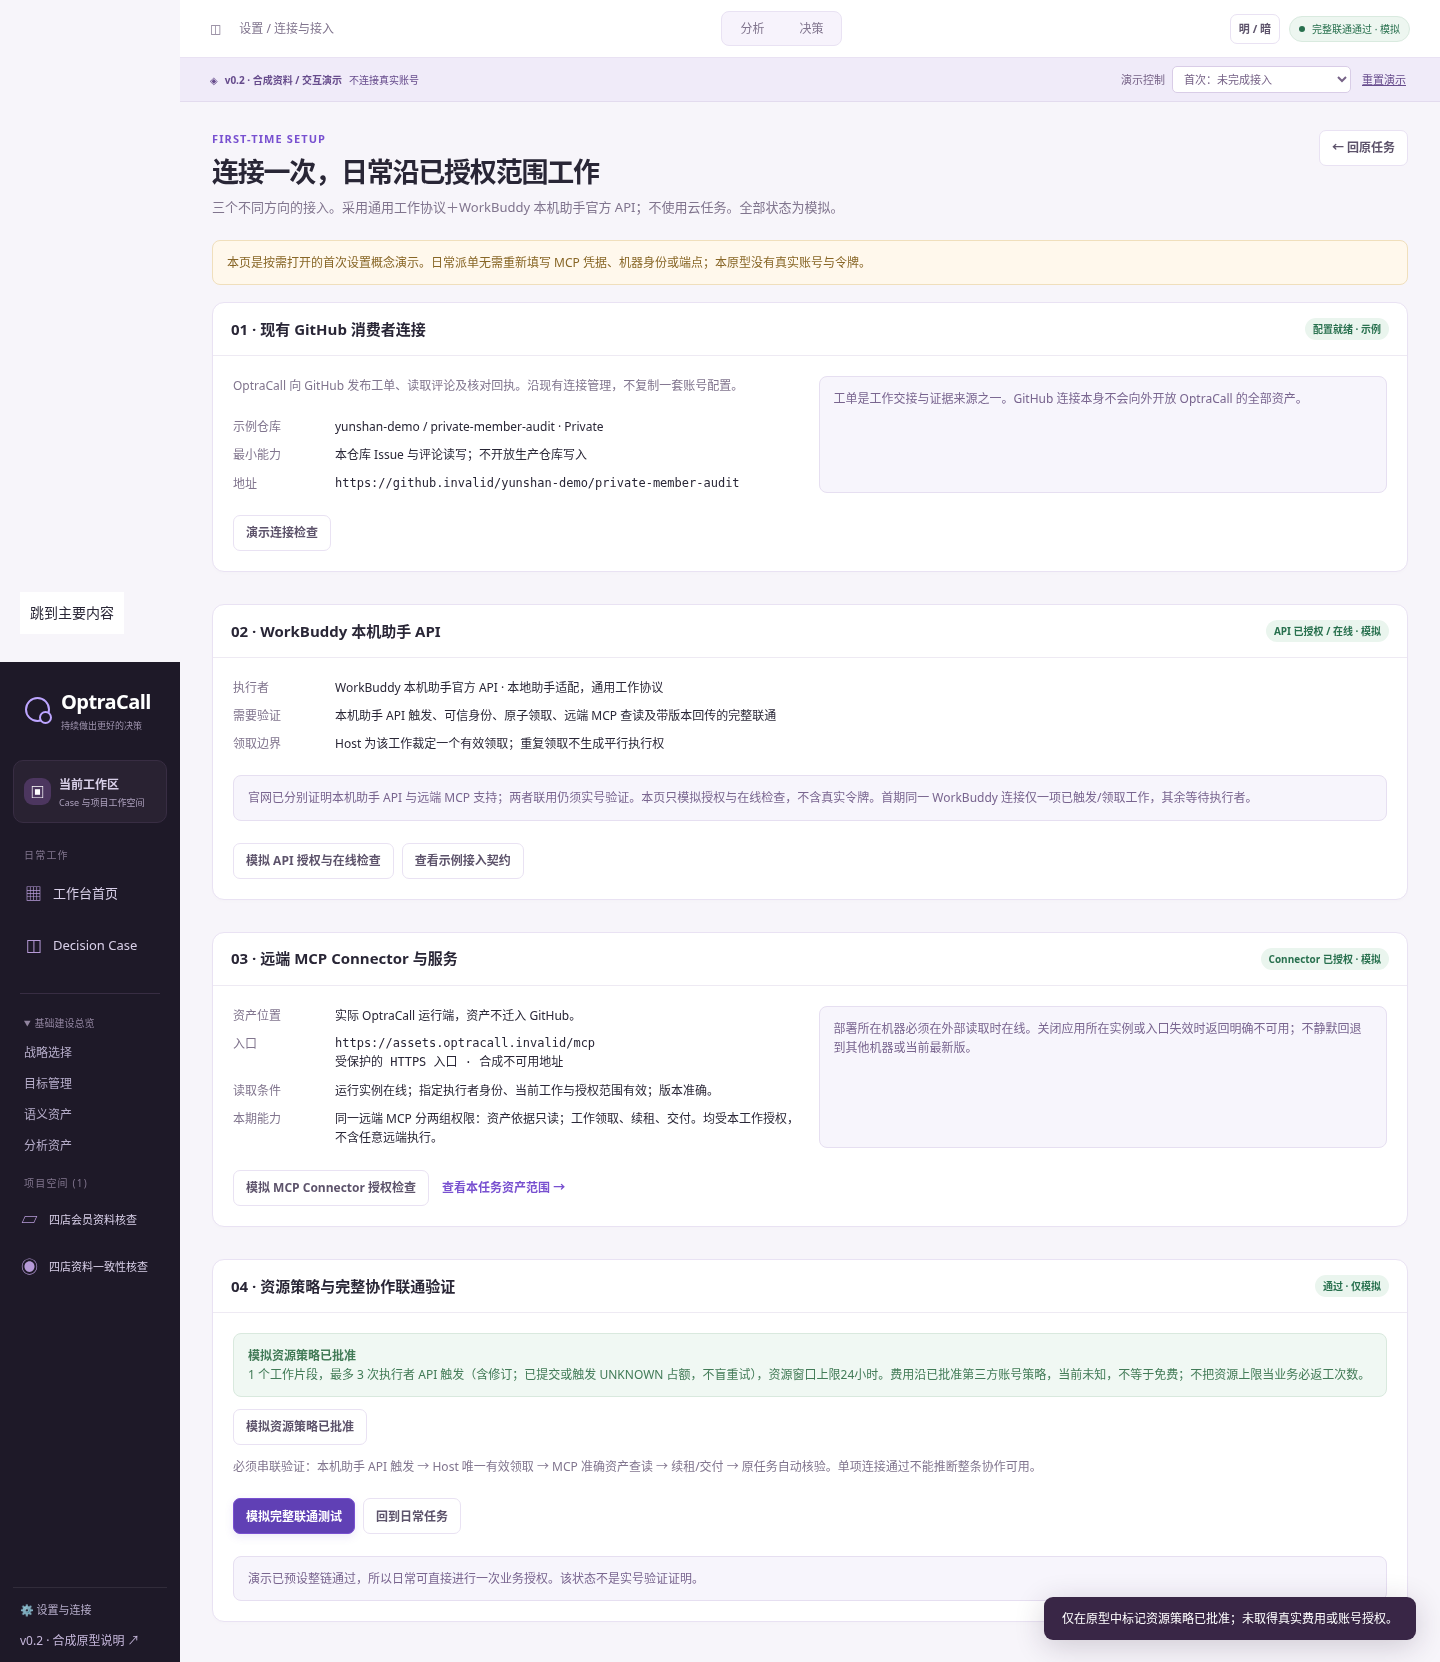 设置 / 连接与接入
分析
决策
明 / 暗
完整联通通过 · 模拟
v0.2 · 合成资料 / 交互演示 不连接真实账号
演示控制
首次：未完成接入
重置演示
FIRST-TIME SETUP
连接一次，日常沿已授权范围工作
三个不同方向的接入。采用通用工作协议＋WorkBuddy 本机助手官方 API；不使用云任务。全部状态为模拟。
← 回原任务
本页是按需打开的首次设置概念演示。日常派单无需重新填写 MCP 凭据、机器身份或端点；本原型没有真实账号与令牌。
01 · 现有 GitHub 消费者连接
配置就绪 · 示例
OptraCall 向 GitHub 发布工单、读取评论及核对回执。沿现有连接管理，不复制一套账号配置。
示例仓库 yunshan-demo / private-member-audit · Private
最小能力 本仓库 Issue 与评论读写；不开放生产仓库写入
地址 https://github.invalid/yunshan-demo/private-member-audit
工单是工作交接与证据来源之一。GitHub 连接本身不会向外开放 OptraCall 的全部资产。
演示连接检查
02 · WorkBuddy 本机助手 API
API 已授权 / 在线 · 模拟
执行者 WorkBuddy 本机助手官方 API · 本地助手适配，通用工作协议
需要验证 本机助手 API 触发、可信身份、原子领取、远端 MCP 查读及带版本回传的完整联通
领取边界 Host 为该工作裁定一个有效领取；重复领取不生成平行执行权
官网已分别证明本机助手 API 与远端 MCP 支持；两者联用仍须实号验证。本页只模拟授权与在线检查，不含真实令牌。首期同一 WorkBuddy 连接仅一项已触发/领取工作，其余等待执行者。
模拟 API 授权与在线检查
查看示例接入契约
03 · 远端 MCP Connector 与服务
Connector 已授权 · 模拟
资产位置 实际 OptraCall 运行端，资产不迁入 GitHub。
入口 https://assets.optracall.invalid/mcp
受保护的 HTTPS 入口 · 合成不可用地址
读取条件 运行实例在线；指定执行者身份、当前工作与授权范围有效；版本准确。
本期能力 同一远端 MCP 分两组权限：资产依据只读；工作领取、续租、交付。均受本工作授权，
不含任意远端执行。
部署所在机器必须在外部读取时在线。关闭应用所在实例或入口失效时返回明确不可用；不静默回退
到其他机器或当前最新版。
模拟 MCP Connector 授权检查
查看本任务资产范围 →
04 · 资源策略与完整协作联通验证
通过 · 仅模拟
模拟资源策略已批准
1 个工作片段，最多 3 次执行者 API 触发（含修订；已提交或触发 UNKNOWN 占额，不盲重试），资源窗口上限24小时。费用沿已批准第三方账号策略，当前未知，不等于免费；不把资源上限当业务必返工次数。
模拟资源策略已批准
必须串联验证：本机助手 API 触发 → Host 唯一有效领取 → MCP 准确资产查读 → 续租/交付 → 原任务自动核验。单项连接通过不能推断整条协作可用。
模拟完整联通测试
回到日常任务
演示已预设整链通过，所以日常可直接进行一次业务授权。该状态不是实号验证证明。
仅在原型中标记资源策略已批准；未取得真实费用或账号授权。
跳到主要内容
OptraCall
持续做出更好的决策
当前工作区
Case 与项目工作空间
日常工作
工作台首页
Decision Case
▼ 基础建设总览
战略选择
目标管理
语义资产
分析资产
项目空间 (1)
四店会员资料核查
四店资料一致性核查
设置与连接
v0.2 · 合成原型说明 ↗